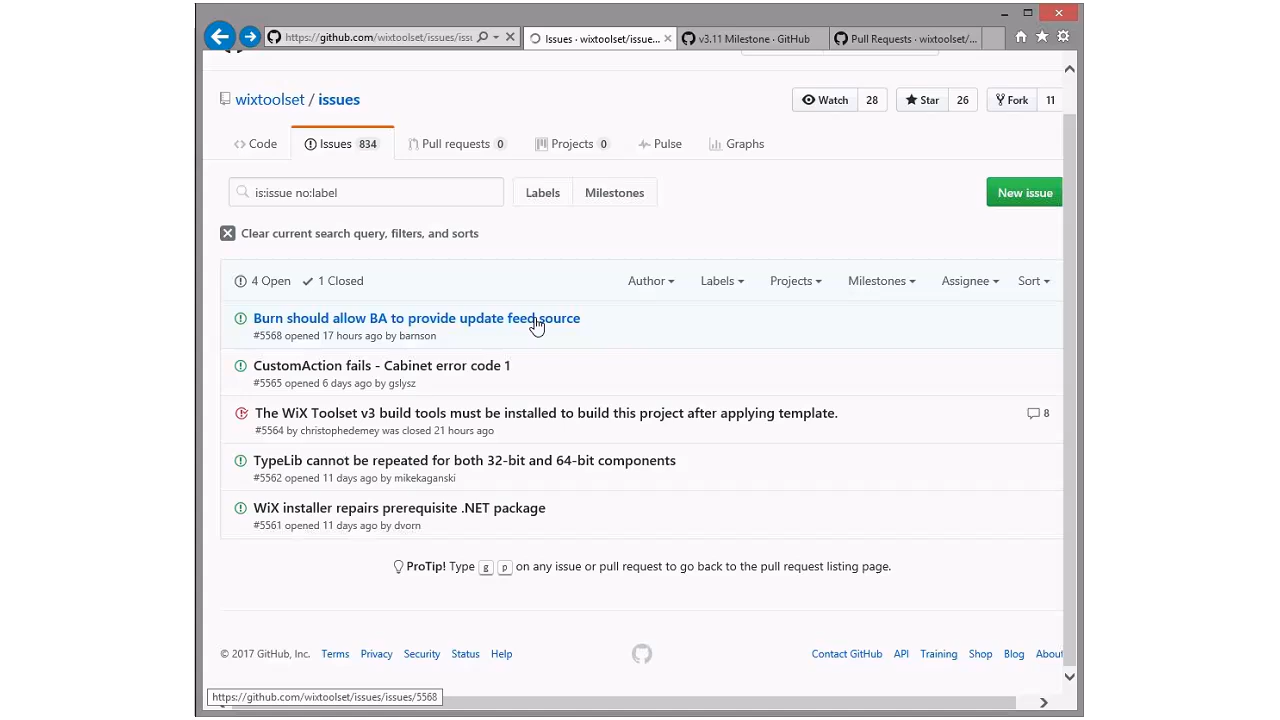 https://github.com/wixtoolset/issues/issu
Issues · wixtoolset/issue...
v3.11 Milestone · GitHub
Pull Requests · wixtoolset/...
wixtoolset / issues
Watch 28
Star 26
Fork 11
Code
Issues 834
Pull requests 0
Projects 0
Pulse
Graphs
is:issue no:label
Labels
Milestones
New issue
Clear current search query, filters, and sorts
4 Open 1 Closed
Author
Labels
Projects
Milestones
Assignee
Sort
Burn should allow BA to provide update feed source
#5568 opened 17 hours ago by barnson
CustomAction fails - Cabinet error code 1
#5565 opened 6 days ago by gslysz
The WiX Toolset v3 build tools must be installed to build this project after applying template.
8
#5564 by christophedemey was closed 21 hours ago
TypeLib cannot be repeated for both 32-bit and 64-bit components
#5562 opened 11 days ago by mikekaganski
WiX installer repairs prerequisite .NET package
#5561 opened 11 days ago by dvorn
ProTip! Type g p on any issue or pull request to go back to the pull request listing page.
© 2017 GitHub, Inc. Terms Privacy Security Status Help
Contact GitHub API Training Shop Blog About
https://github.com/wixtoolset/issues/issues/5568